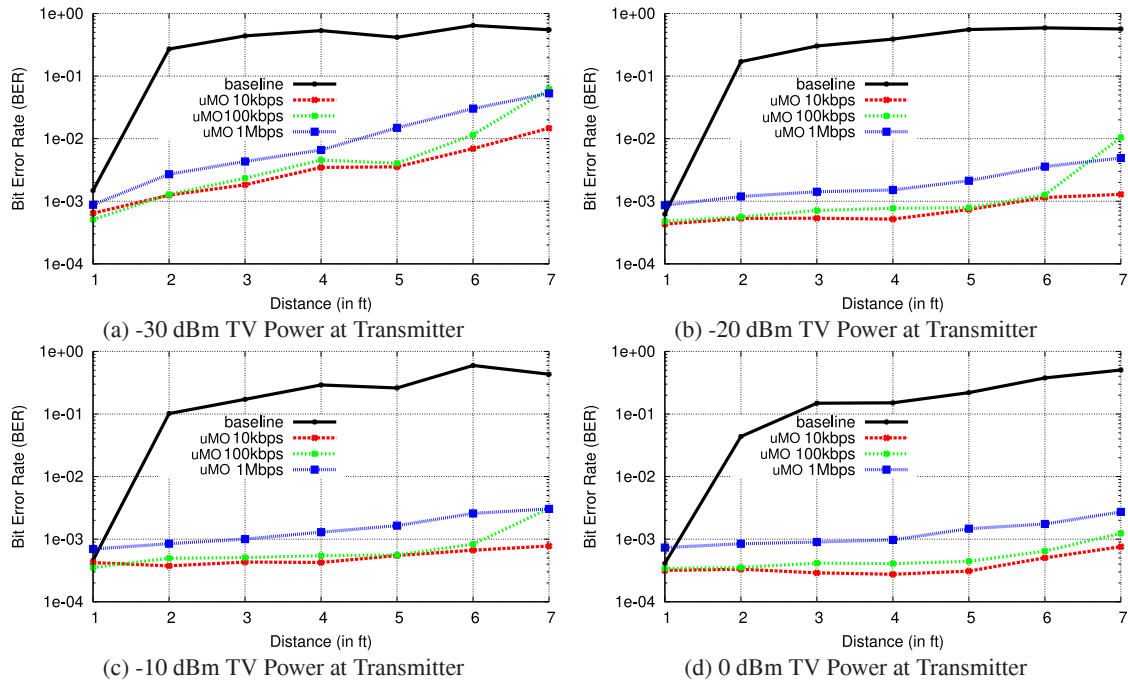 1e+00
1e-01
1e-02
1e-03
1e-04
Bit Error Rate (BER)
baseline
uMO 10kbps
uMO 100kbps
uMO 1Mbps
1 2 3 4 5 6 7
Distance (in ft)
(a) -30 dBm TV Power at Transmitter
1e+00
1e-01
1e-02
1e-03
1e-04
Bit Error Rate (BER)
baseline
uMO 10kbps
uMO 100kbps
uMO 1Mbps
1 2 3 4 5 6 7
Distance (in ft)
(b) -20 dBm TV Power at Transmitter
1e+00
1e-01
1e-02
1e-03
1e-04
Bit Error Rate (BER)
baseline
uMO 10kbps
uMO 100kbps
uMO 1Mbps
1 2 3 4 5 6 7
Distance (in ft)
(c) -10 dBm TV Power at Transmitter
1e+00
1e-01
1e-02
1e-03
1e-04
Bit Error Rate (BER)
baseline
uMO 10kbps
uMO 100kbps
uMO 1Mbps
1 2 3 4 5 6 7
Distance (in ft)
(d) 0 dBm TV Power at Transmitter